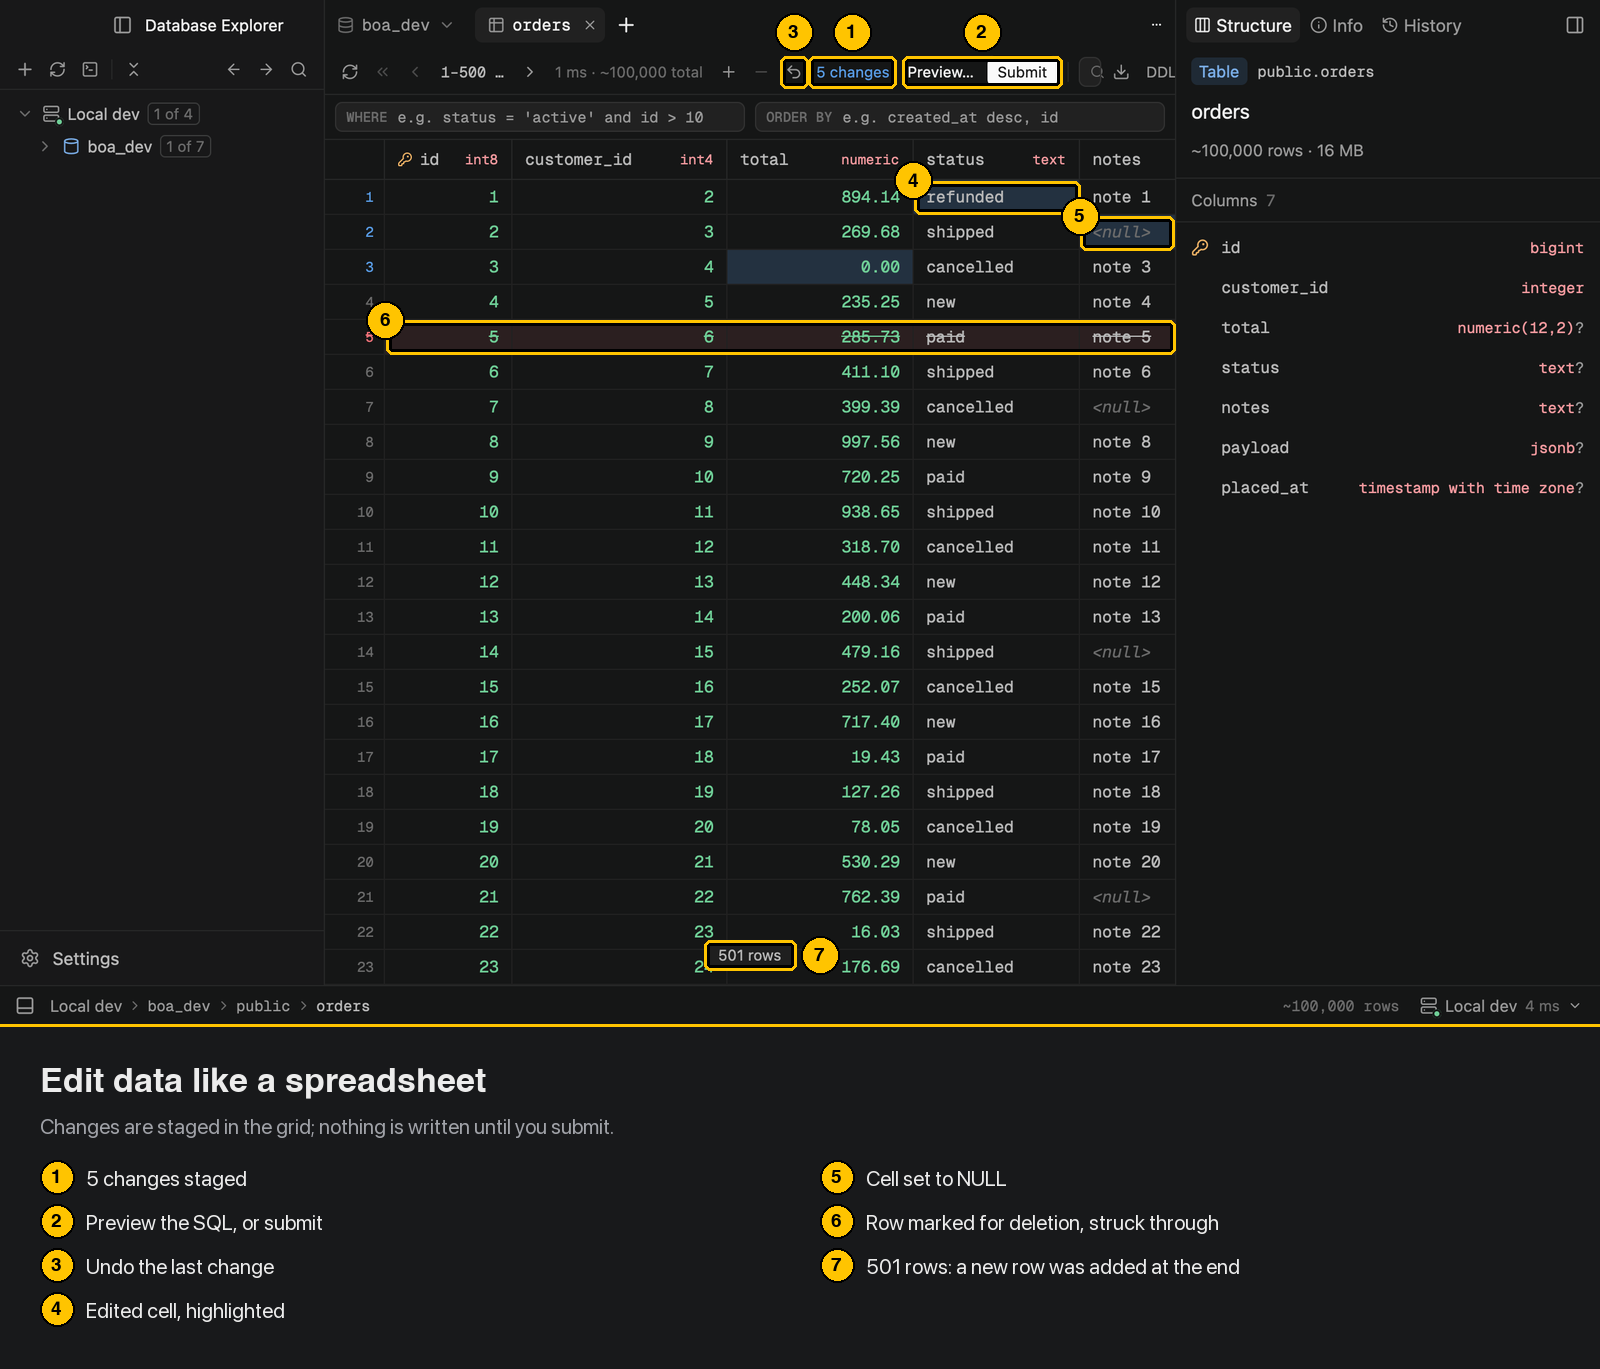 Database Explorer
boa_dev
orders
3
1
2
Structure
Info
History
1-500 …
1 ms · ~100,000 total
5 changes
Preview...
Submit
DDL
Table
public.orders
Local dev
1 of 4
boa_dev
1 of 7
WHERE e.g. status = 'active' and id > 10
ORDER BY e.g. created_at desc, id
orders
~100,000 rows · 16 MB
id int8 customer_id int4 total numeric status text notes
4
5
6
1 1 2 894.14 refunded note 1
2 2 3 269.68 shipped <null>
3 3 4 0.00 cancelled note 3
4 4 5 235.25 new note 4
5 5 6 285.73 paid note 5
6 6 7 411.10 shipped note 6
7 7 8 399.39 cancelled <null>
8 8 9 997.56 new note 8
9 9 10 720.25 paid note 9
10 10 11 938.65 shipped note 10
11 11 12 318.70 cancelled note 11
12 12 13 448.34 new note 12
13 13 14 200.06 paid note 13
14 14 15 479.16 shipped <null>
15 15 16 252.07 cancelled note 15
16 16 17 717.40 new note 16
17 17 18 19.43 paid note 17
18 18 19 127.26 shipped note 18
19 19 20 78.05 cancelled note 19
20 20 21 530.29 new note 20
21 21 22 762.39 paid <null>
22 22 23 16.03 shipped note 22
23 23 176.69 cancelled note 23
501 rows
7
Columns 7
id bigint
customer_id integer
total numeric(12,2)?
status text?
notes text?
payload jsonb?
placed_at timestamp with time zone?
Settings
Local dev > boa_dev > public > orders
~100,000 rows
Local dev 4 ms
Edit data like a spreadsheet
Changes are staged in the grid; nothing is written until you submit.
1 5 changes staged
2 Preview the SQL, or submit
3 Undo the last change
4 Edited cell, highlighted
5 Cell set to NULL
6 Row marked for deletion, struck through
7 501 rows: a new row was added at the end